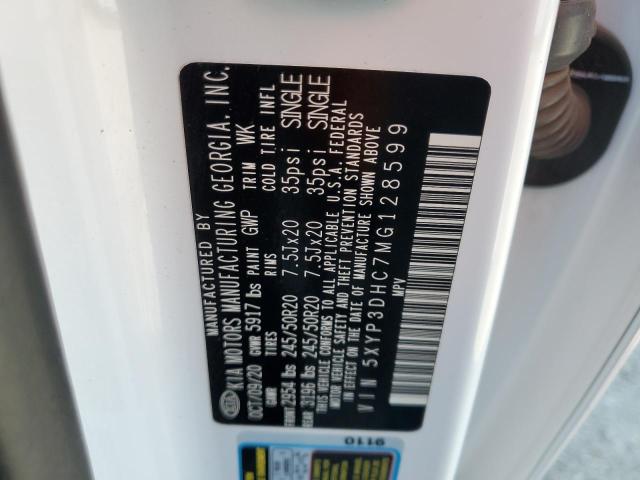 KIA
MANUFACTURED BY
KIA MOTORS MANUFACTURING GEORGIA, INC.
OCT/09/20 GVWR 5917 lbs PAINT GWP TRIM WK
GAWR TIRES RIMS COLD TIRE INFL
FRONT 2954 lbs 245/50R20 7.5Jx20 35psi SINGLE
REAR 3196 lbs 245/50R20 7.5Jx20 35psi SINGLE
THIS VEHICLE CONFORMS TO ALL APPLICABLE U.S.A. FEDERAL
MOTOR VEHICLE SAFETY AND THEFT PREVENTION STANDARDS
IN EFFECT ON THE DATE OF MANUFACTURE SHOWN ABOVE
VIN 5XYP3DHC7MG128599
MPV
9110